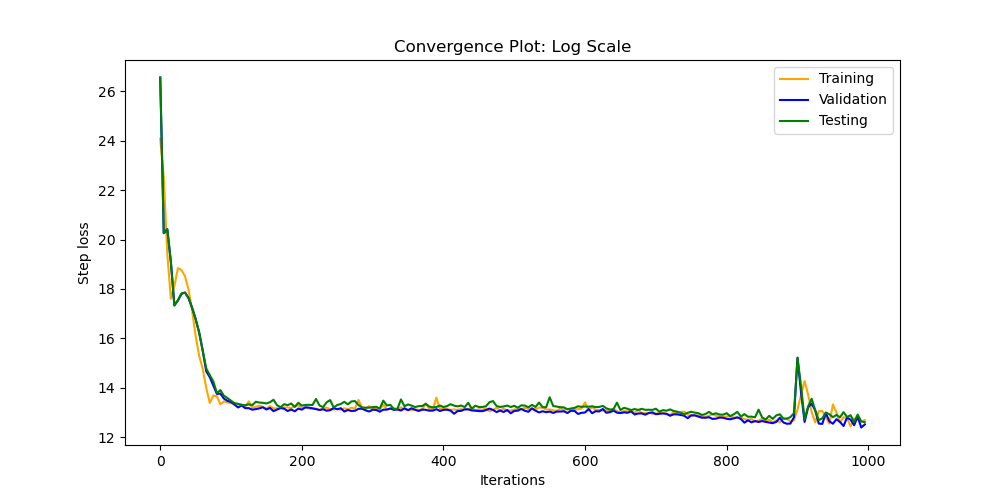 Convergence Plot: Log Scale
Training
Validation
Testing
26
24
22
20
18
16
14
12
Step loss
0 200 400 600 800 1000
Iterations